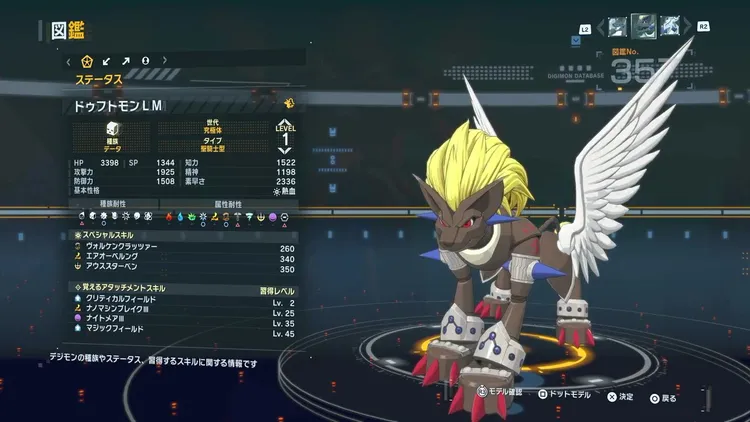 図鑑
L2
R2
図鑑No.
357
DIGIMON DATABASE
ステータス
ドゥフトモンLM
種族
データ
世代
究極体
タイプ
聖騎士型
LEVEL
1
HP 3398 SP 1344 知力 1522
攻撃力 1925 精神 1198
防御力 1508 素早さ 2336
基本性格 熱血
種族耐性 属性耐性
スペシャルスキル
ヴォルケンクラッツァー 260
エアオーベルング 340
アウススターベン 350
覚えるアタッチメントスキル 習得レベル
クリティカルフィールド Lv. 2
ナノマシンブレイクIII Lv. 25
ナイトメアIII Lv. 35
マジックフィールド Lv. 45
デジモンの種族やステータス、習得するスキルに関する情報です
R3 モデル確認 ドットモデル 決定 戻る